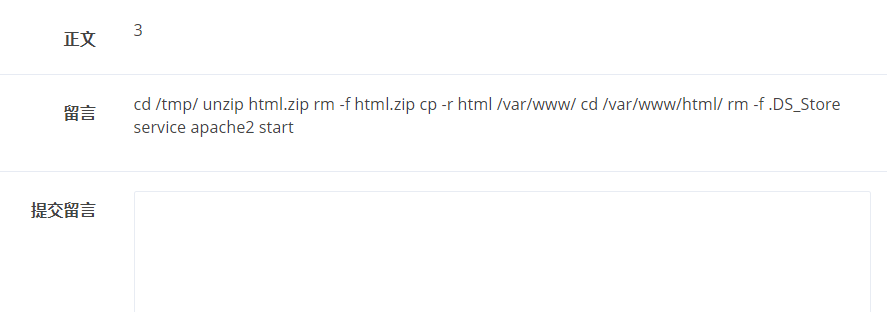 正文
3
留言
cd /tmp/ unzip html.zip rm -f html.zip cp -r html /var/www/ cd /var/www/html/ rm -f .DS_Store
service apache2 start
提交留言